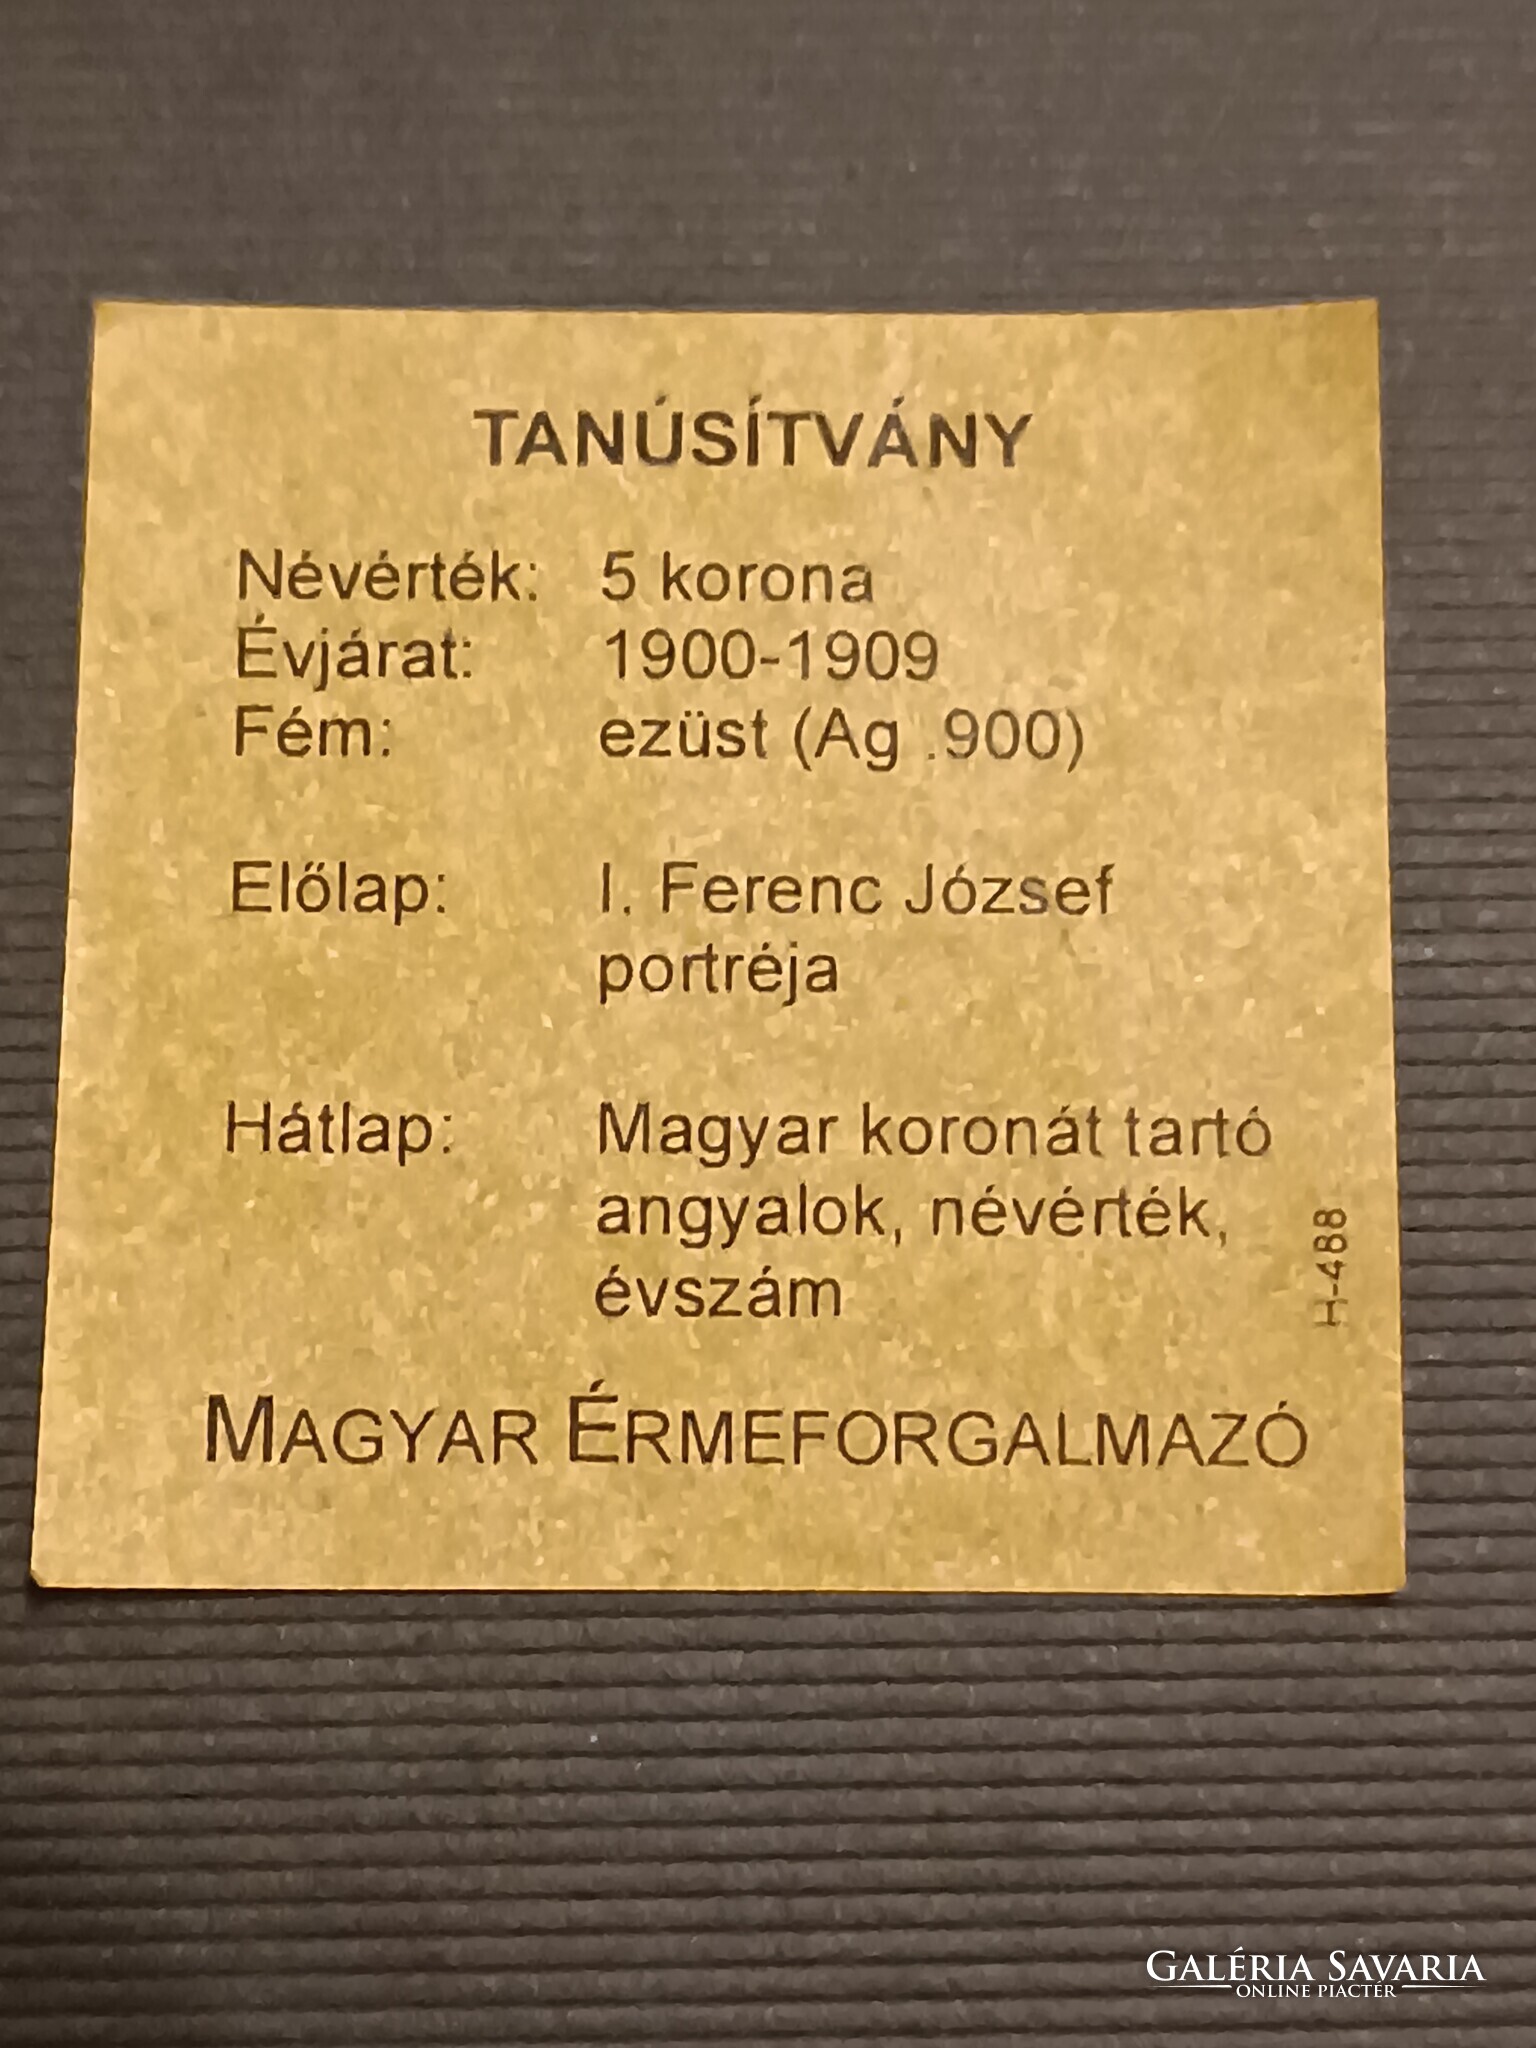 TANÚSÍTVÁNY
Névérték: 5 korona
Évjárat: 1900-1909
Fém: ezüst (Ag .900)
Előlap: I. Ferenc József
portréja
Hátlap: Magyar koronát tartó
angyalok, névérték,
évszám
H-488
MAGYAR ÉRMEFORGALMAZÓ
GALÉRIA SAVARIA
ONLINE PIACTÉR